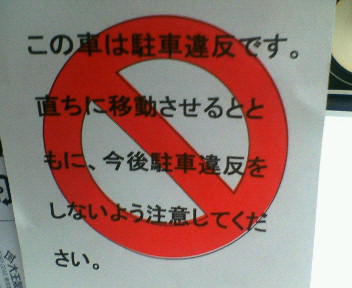 この車は駐車違反です。
直ちに移動させるとと
もに、今後駐車違反を
しないよう注意してくだ
さい。